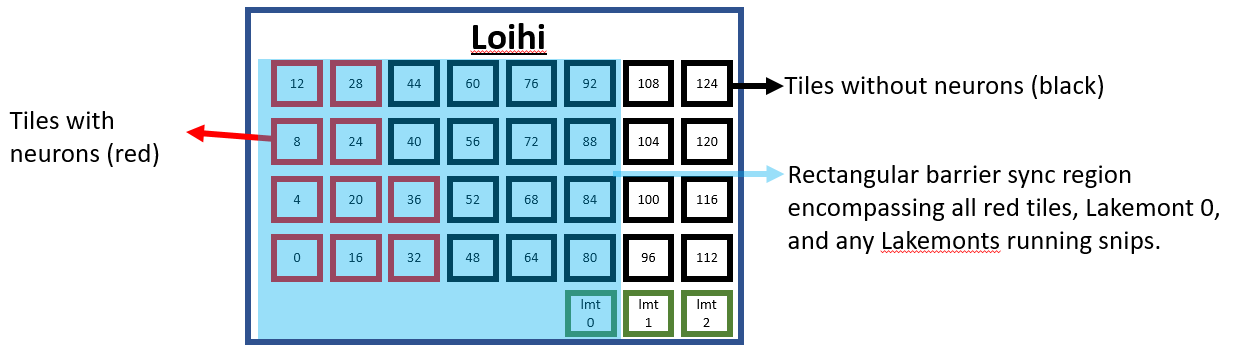 Loihi
12 28 44 60 76 92 108 124
Tiles without neurons (black)
Tiles with
neurons (red)
8 24 40 56 72 88 104 120
Rectangular barrier sync region
encompassing all red tiles, Lakemont 0,
and any Lakemonts running snips.
4 20 36 52 68 84 100 116
0 16 32 48 64 80 96 112
lmt lmt lmt
0 1 2